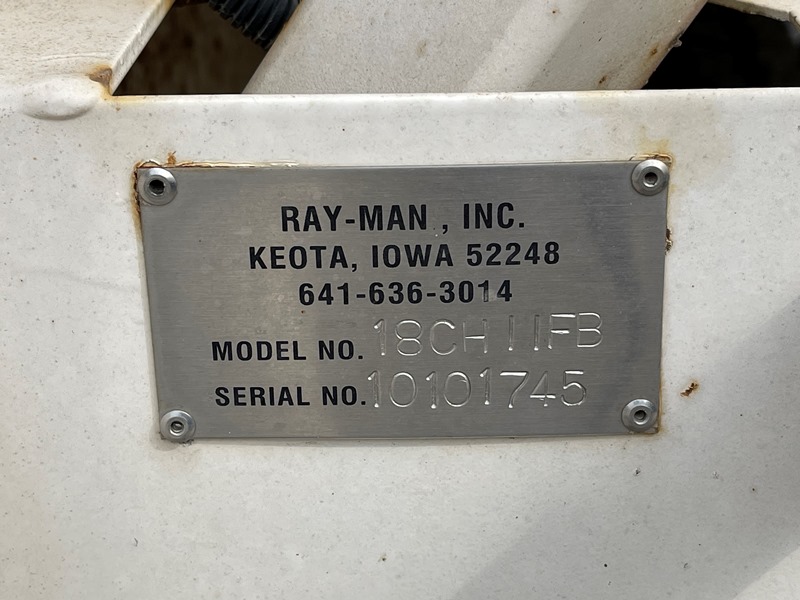 RAY-MAN , INC.
KEOTA, IOWA 52248
641-636-3014
MODEL NO. 18CH11FB
SERIAL NO. 10101745